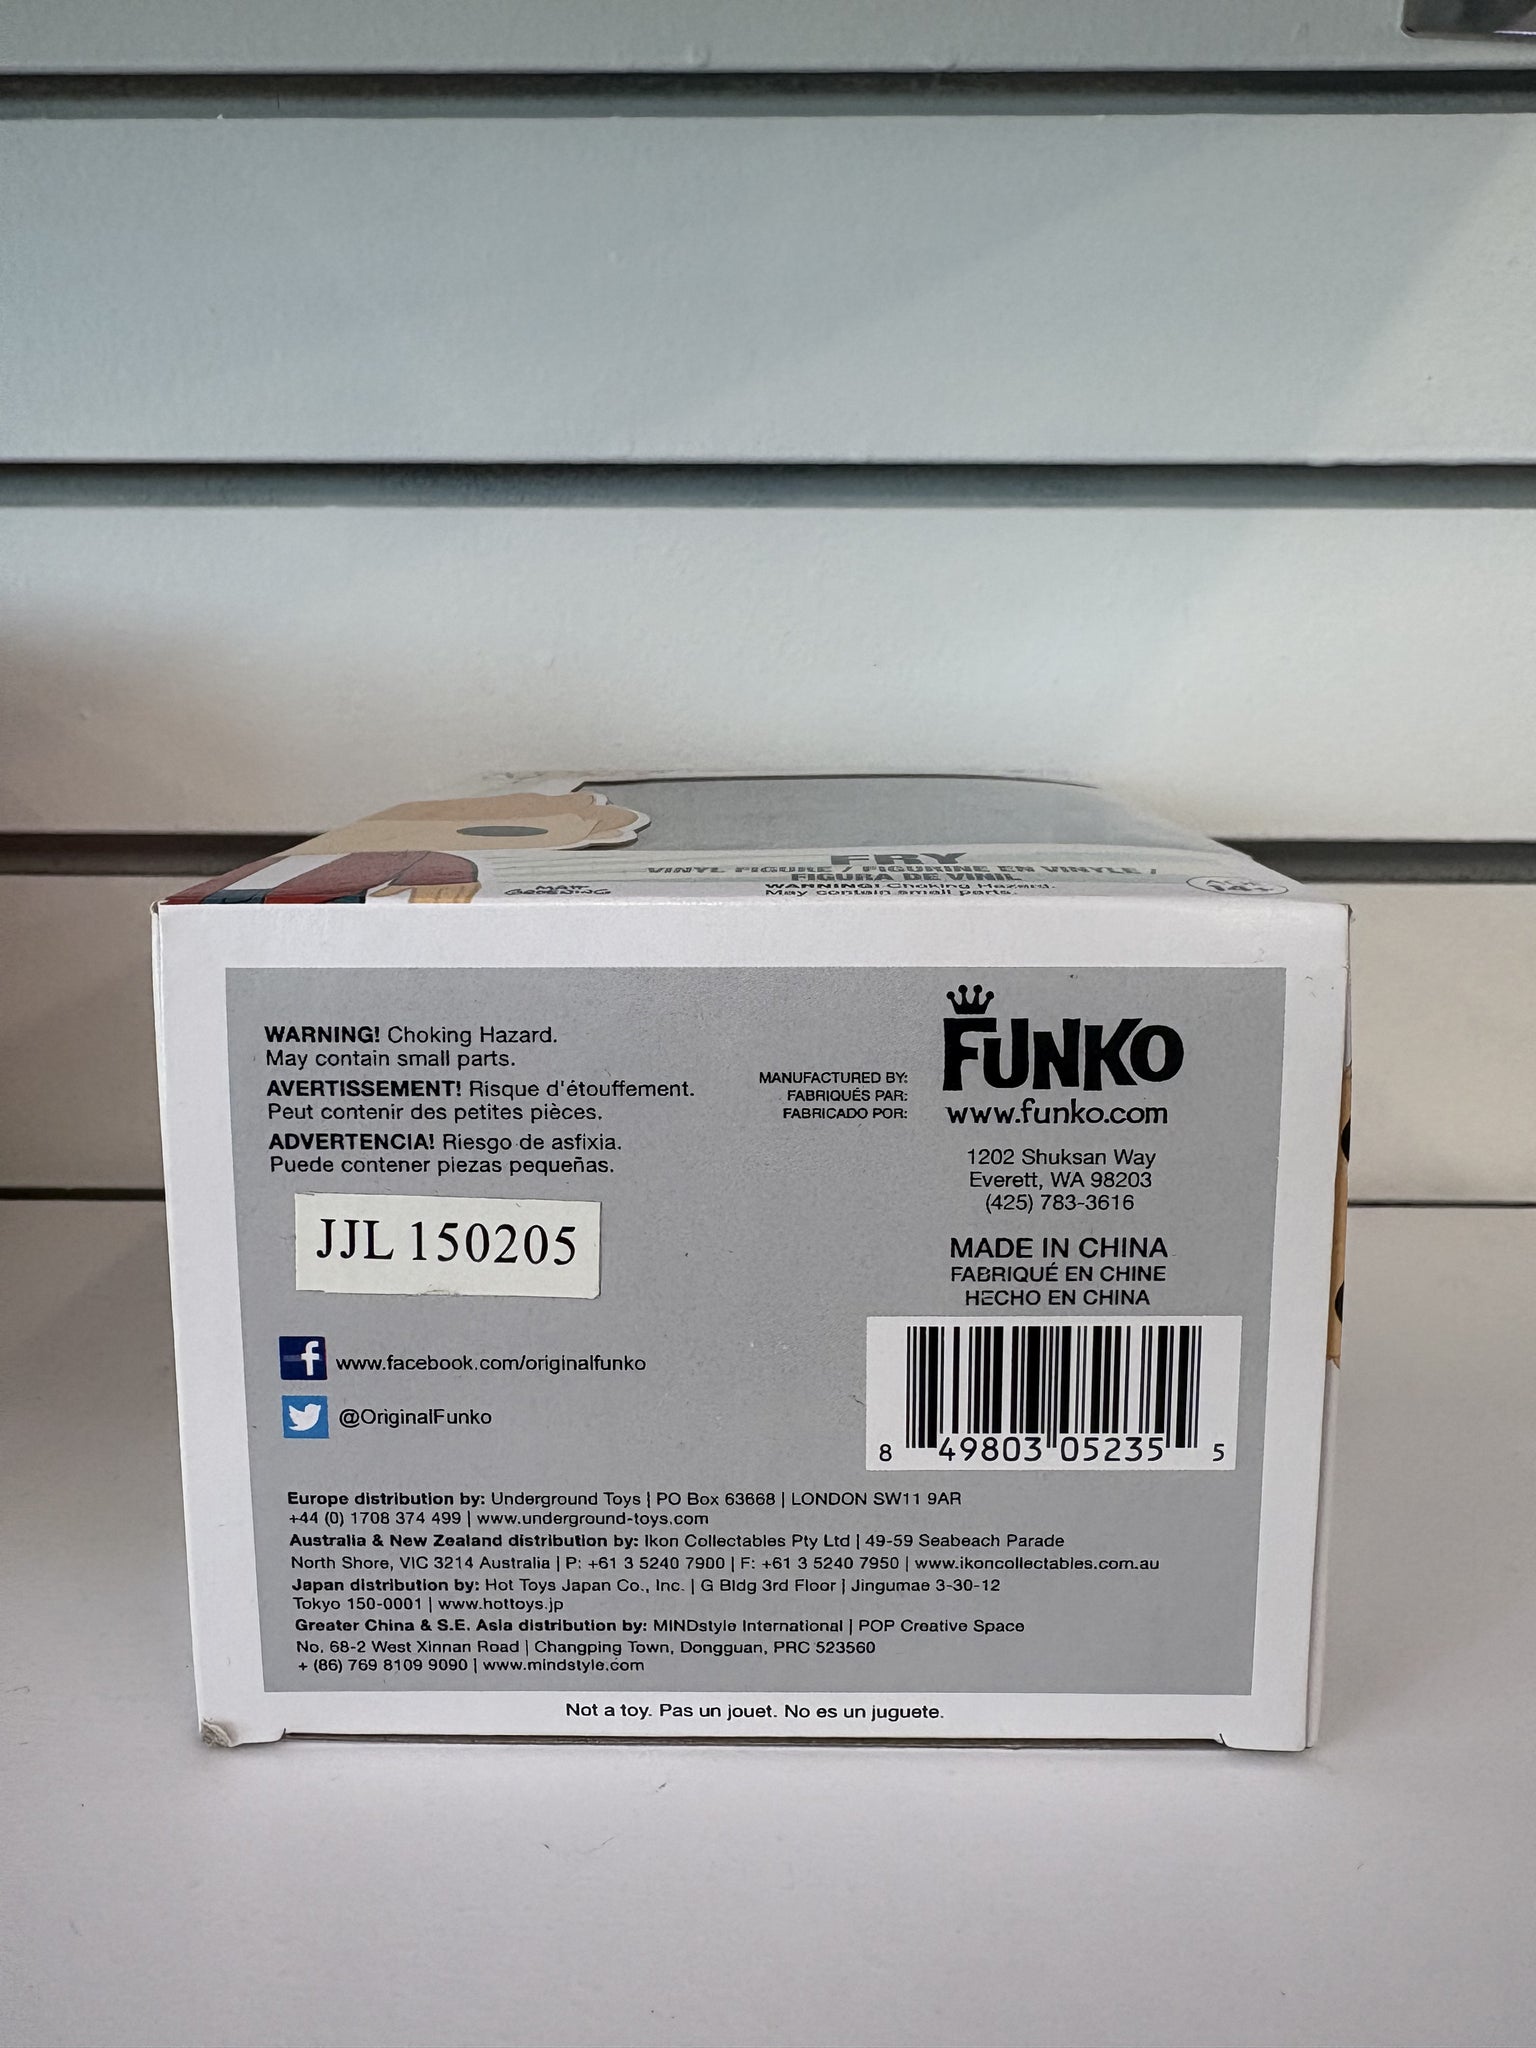 FRY
VINYL FIGURE / FIGURINE EN VINYLE /
FIGURA DE VINIL
MATT GROENING
WARNING! Choking Hazard.
May contain small parts.
14+
WARNING! Choking Hazard.
May contain small parts.
AVERTISSEMENT! Risque d'étouffement.
Peut contenir des petites pièces.
ADVERTENCIA! Riesgo de asfixia.
Puede contener piezas pequeñas.
JJL 150205
www.facebook.com/originalfunko
@OriginalFunko
MANUFACTURED BY:
FABRIQUÉS PAR:
FABRICADO POR:
FUNKO
www.funko.com
1202 Shuksan Way
Everett, WA 98203
(425) 783-3616
MADE IN CHINA
FABRIQUÉ EN CHINE
HECHO EN CHINA
8 49803 05235 5
Europe distribution by: Underground Toys | PO Box 63668 | LONDON SW11 9AR
+44 (0) 1708 374 499 | www.underground-toys.com
Australia & New Zealand distribution by: Ikon Collectables Pty Ltd | 49-59 Seabeach Parade
North Shore, VIC 3214 Australia | P: +61 3 5240 7900 | F: +61 3 5240 7950 | www.ikoncollectables.com.au
Japan distribution by: Hot Toys Japan Co., Inc. | G Bldg 3rd Floor | Jingumae 3-30-12
Tokyo 150-0001 | www.hottoys.jp
Greater China & S.E. Asia distribution by: MINDstyle International | POP Creative Space
No. 68-2 West Xinnan Road | Changping Town, Dongguan, PRC 523560
+ (86) 769 8109 9090 | www.mindstyle.com
Not a toy. Pas un jouet. No es un juguete.